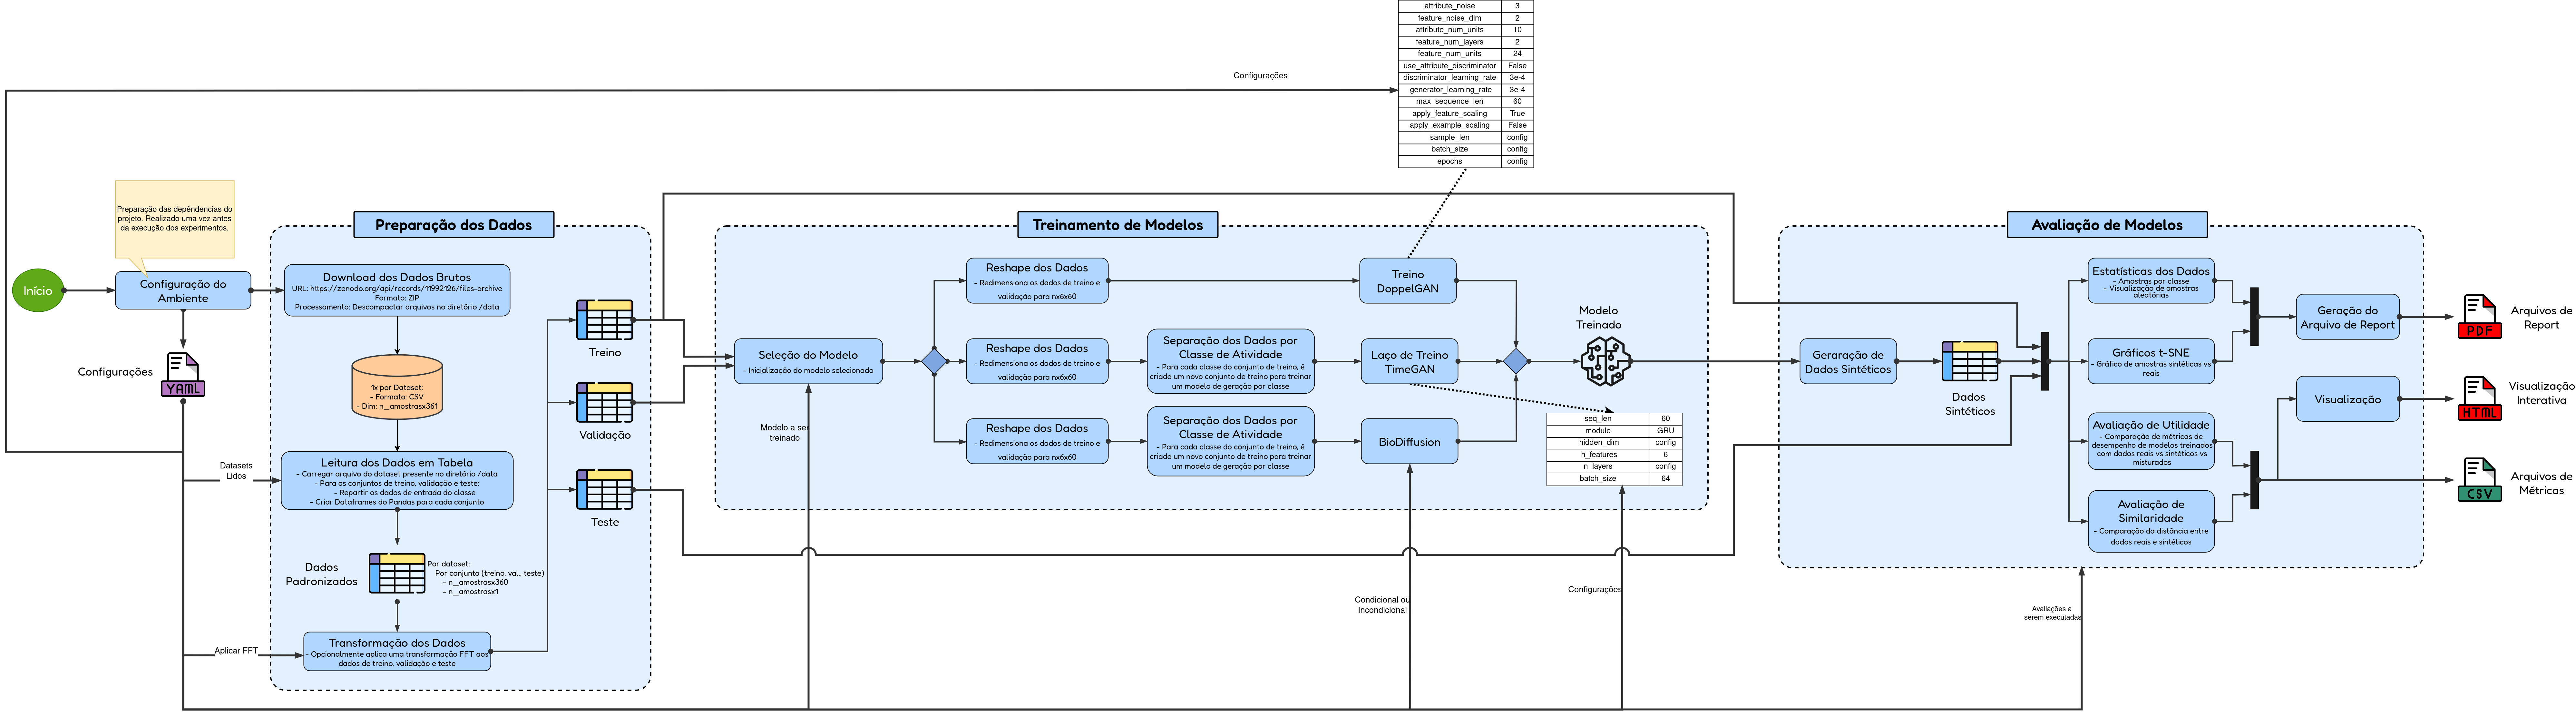 attribute_noise 3
feature_noise_dim 2
attribute_num_units 10
feature_num_layers 2
feature_num_units 24
use_attribute_discriminator False
discriminator_learning_rate 3e-4
generator_learning_rate 3e-4
max_sequence_len 60
apply_feature_scaling True
apply_example_scaling False
sample_len config
batch_size config
epochs config
Configurações
Preparação das depêndencias do
projeto. Realizado uma vez antes
da execução dos experimentos.
Início
Configuração do
Ambiente
Configurações
YAML
Datasets
Lidos
Aplicar FFT
Preparação dos Dados
Download dos Dados Brutos
URL: https://zenodo.org/api/records/11992126/files-archive
Formato: ZIP
Processamento: Descompactar arquivos no diretório /data
1x por Dataset:
- Formato: CSV
- Dim: n_amostrasx361
Leitura dos Dados em Tabela
- Carregar arquivo do dataset presente no diretório /data
- Para os conjuntos de treino, validação e teste:
- Repartir os dados de entrada do classe
- Criar Dataframes do Pandas para cada conjunto
Dados
Padronizados
Por dataset:
Por conjunto (treino, val., teste)
- n_amostrasx360
- n_amostrasx1
Transformação dos Dados
- Opcionalmente aplica uma transformação FFT aos
dados de treino, validação e teste
Treino
Validação
Teste
Treinamento de Modelos
Seleção do Modelo
- Inicialização do modelo selecionado
Modelo a ser
treinado
Reshape dos Dados
- Redimensiona os dados de treino e
validação para nx6x60
Treino
DoppelGAN
Reshape dos Dados
- Redimensiona os dados de treino e
validação para nx6x60
Separação dos Dados por
Classe de Atividade
- Para cada classe do conjunto de treino, é
criado um novo conjunto de treino para treinar
um modelo de geração por classe
Laço de Treino
TimeGAN
Reshape dos Dados
- Redimensiona os dados de treino e
validação para nx6x60
Separação dos Dados por
Classe de Atividade
- Para cada classe do conjunto de treino, é
criado um novo conjunto de treino para treinar
um modelo de geração por classe
BioDiffusion
Modelo
Treinado
seq_len 60
module GRU
hidden_dim config
n_features 6
n_layers config
batch_size 64
Condicional ou
Incondicional
Configurações
Avaliação de Modelos
Geraração de
Dados Sintéticos
Dados
Sintéticos
Estatísticas dos Dados
- Amostras por classe
- Visualização de amostras
aleatórias
Gráficos t-SNE
- Gráfico de amostras sintéticas vs
reais
Avaliação de Utilidade
- Comparação de métricas de
desempenho de modelos treinados
com dados reais vs sintéticos vs
misturados
Avaliação de
Similaridade
- Comparação da distância entre
dados reais e sintéticos
Geração do
Arquivo de Report
Visualização
Avaliações a
serem executadas
PDF
Arquivos de
Report
HTML
Visualização
Interativa
CSV
Arquivos de
Métricas